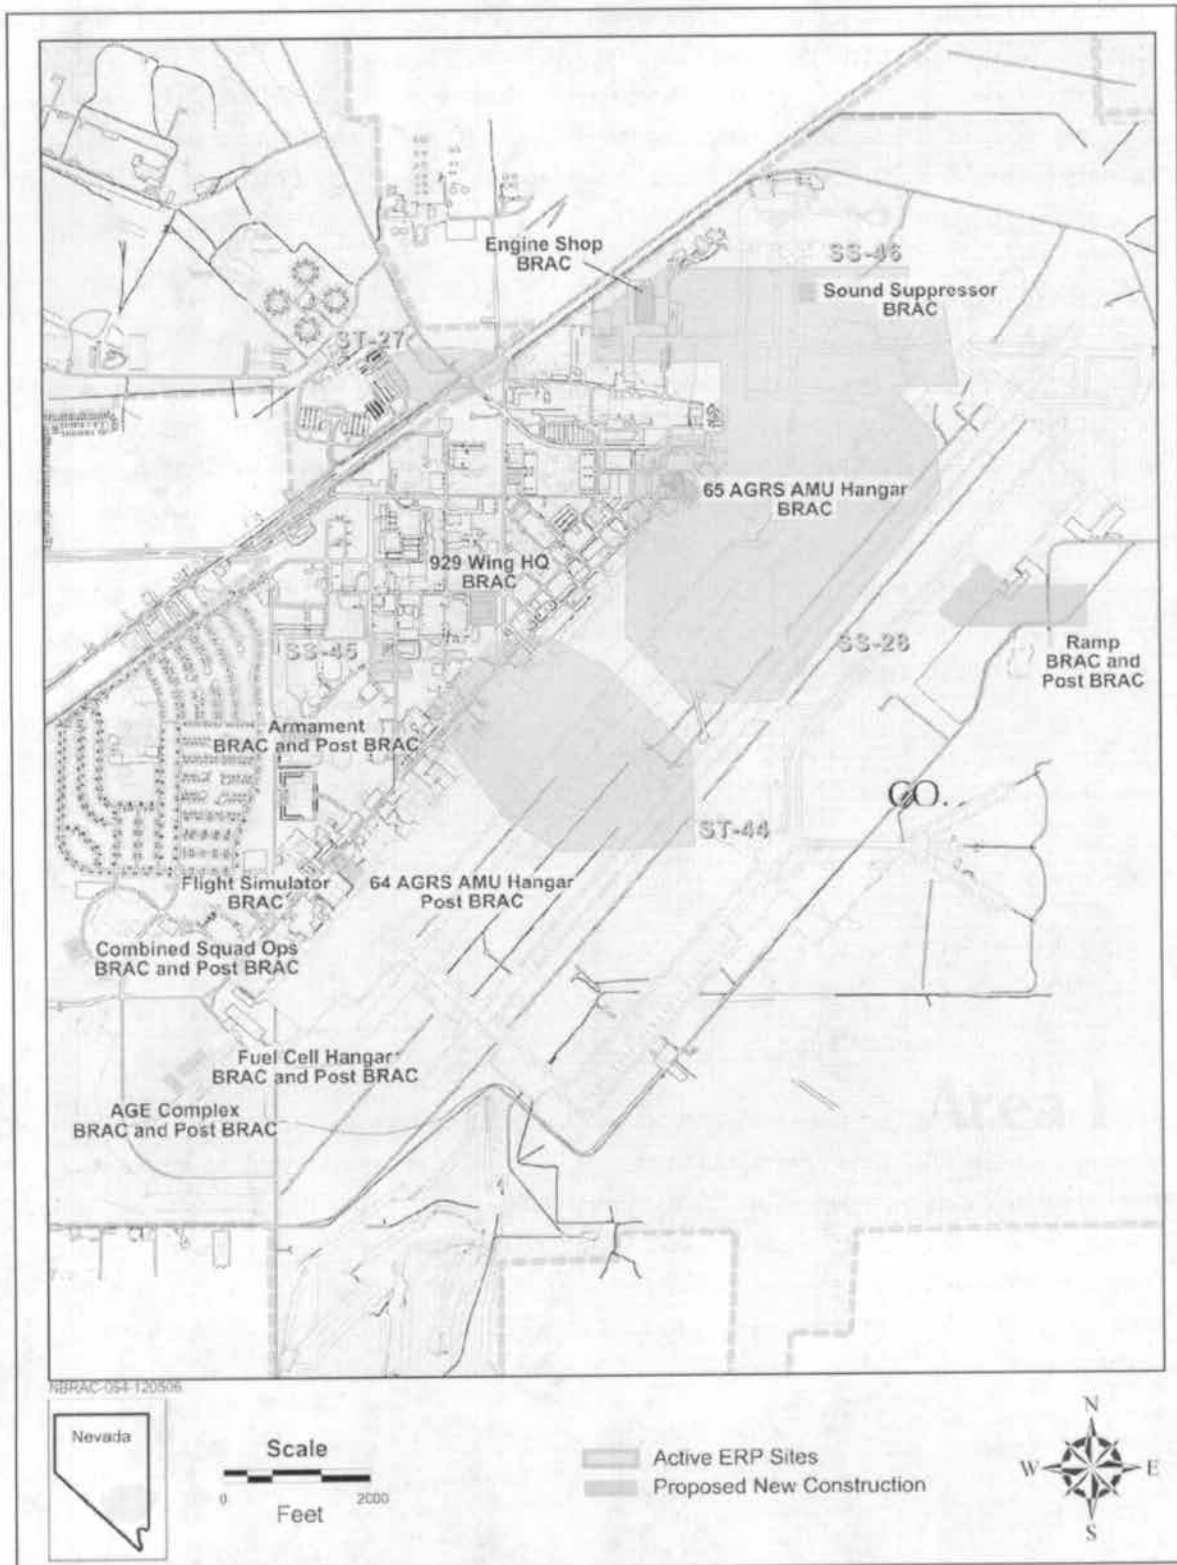 Engine Shop
BRAC
SS-46
Sound Suppressor
BRAC
ST-27
65 AGRS AMU Hangar
BRAC
929 Wing HQ
BRAC
SS-45
SS-28
Ramp
BRAC and
Post BRAC
Armament
BRAC and Post BRAC
CO.
ST-44
Flight Simulator
BRAC
64 AGRS AMU Hangar
Post BRAC
Combined Squad Ops
BRAC and Post BRAC
Fuel Cell Hangar
BRAC and Post BRAC
Area I
AGE Complex
BRAC and Post BRAC
NBRAC-054-120506
Nevada
Scale
0 2000
Feet
Active ERP Sites
Proposed New Construction
N
W E
S